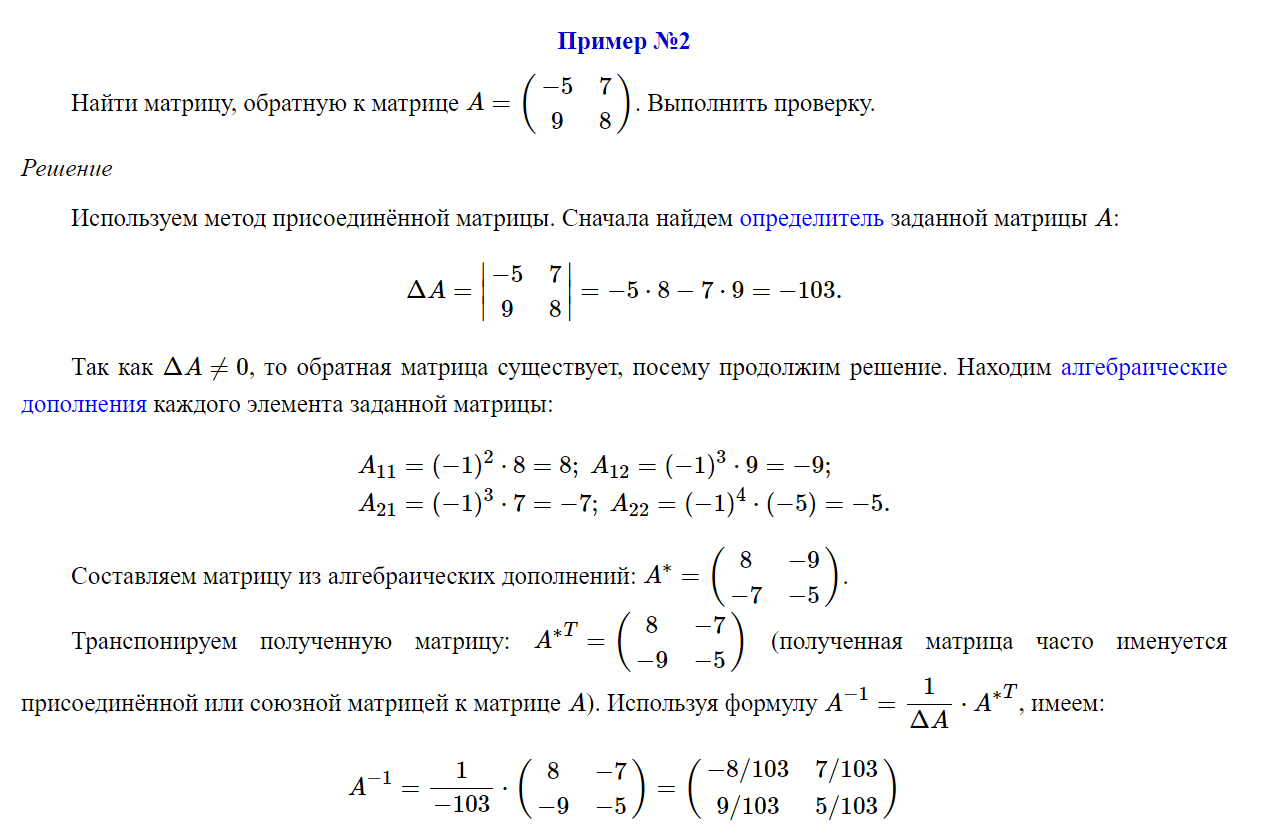 Пример №2
Найти матрицу, обратную к матрице $A=\begin{pmatrix} -5 & 7 \\ 9 & 8 \end{pmatrix}$. Выполнить проверку.
Решение
Используем метод присоединённой матрицы. Сначала найдем определитель заданной матрицы $A$:
$\Delta A=\begin{vmatrix} -5 & 7 \\ 9 & 8 \end{vmatrix}=-5\cdot 8-7\cdot 9=-103.$
Так как $\Delta A\neq 0$, то обратная матрица существует, посему продолжим решение. Находим алгебраические
дополнения каждого элемента заданной матрицы:
$A_{11}=(-1)^2\cdot 8=8;\ A_{12}=(-1)^3\cdot 9=-9;$
$A_{21}=(-1)^3\cdot 7=-7;\ A_{22}=(-1)^4\cdot (-5)=-5.$
Составляем матрицу из алгебраических дополнений: $A^{*}=\begin{pmatrix} 8 & -9 \\ -7 & -5 \end{pmatrix}$.
Транспонируем полученную матрицу: $A^{*T}=\begin{pmatrix} 8 & -7 \\ -9 & -5 \end{pmatrix}$ (полученная матрица часто именуется
присоединённой или союзной матрицей к матрице $A$). Используя формулу $A^{-1}=\frac{1}{\Delta A}\cdot A^{*T}$, имеем:
$A^{-1}=\frac{1}{-103}\cdot \begin{pmatrix} 8 & -7 \\ -9 & -5 \end{pmatrix}=\begin{pmatrix} -8/103 & 7/103 \\ 9/103 & 5/103 \end{pmatrix}$